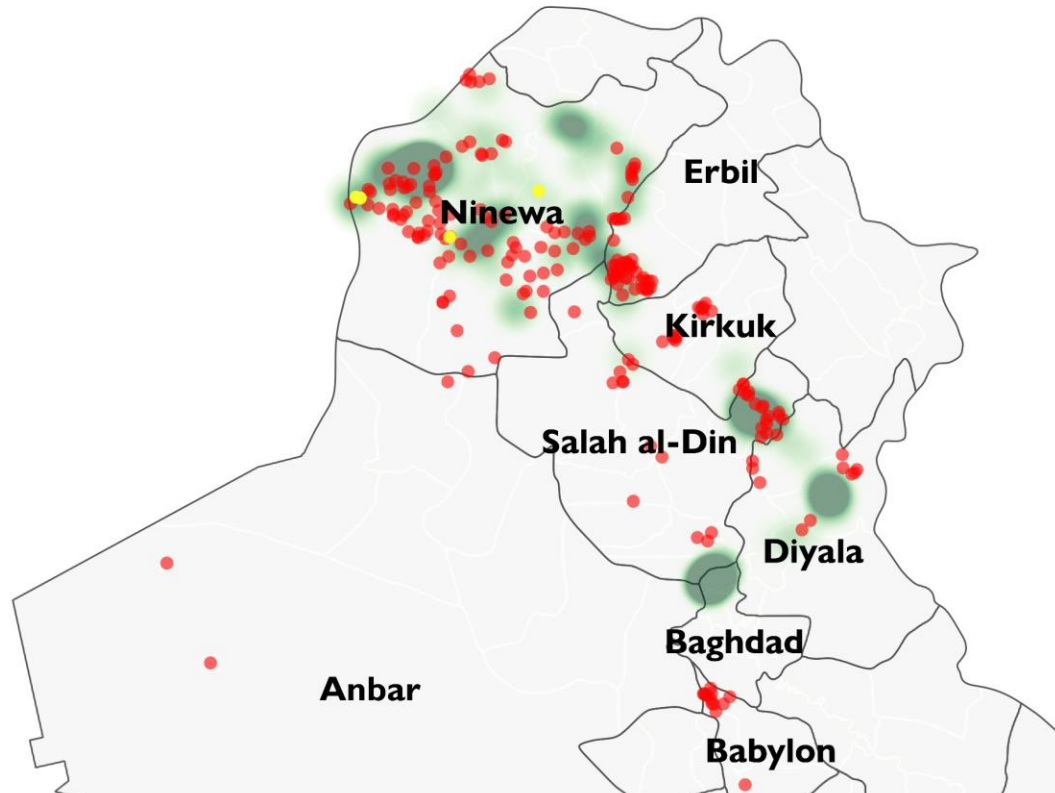 Erbil
Ninewa
Kirkuk
Salah al-Din
Diyala
Baghdad
Anbar
Babylon